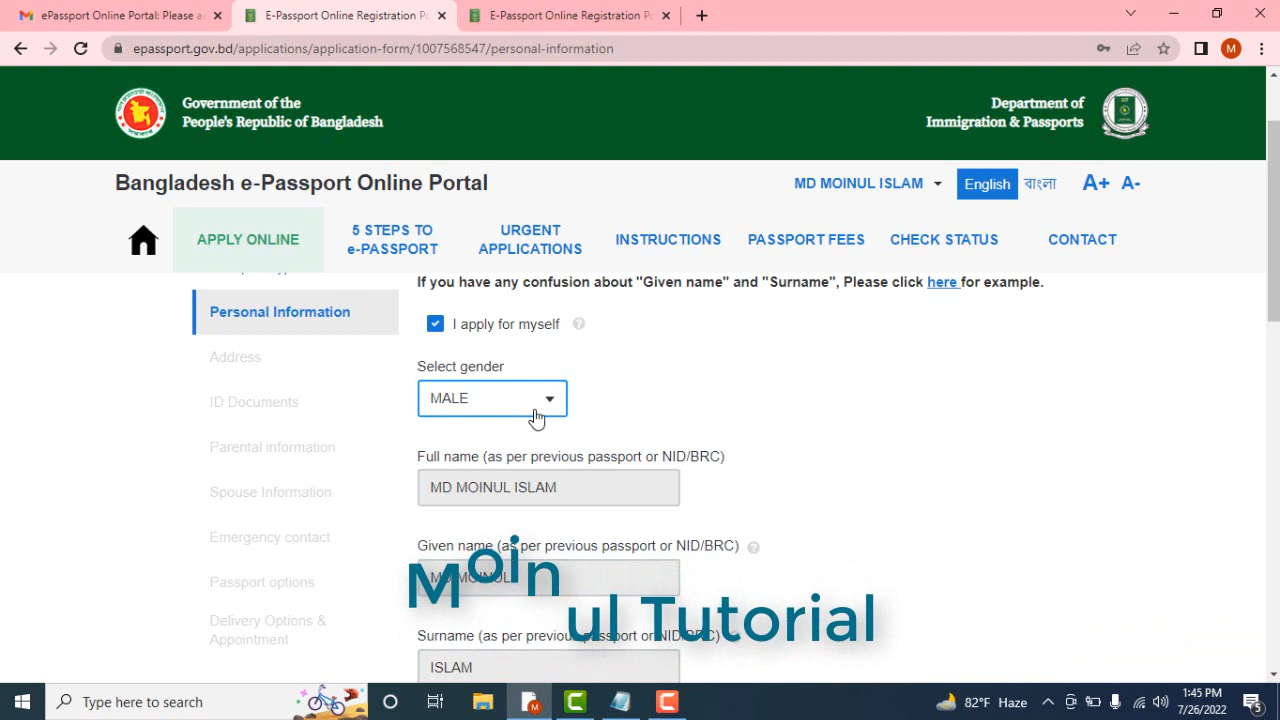 ePassport Online Portal: Please a
E-Passport Online Registration Po
E-Passport Online Registration Po
epassport.gov.bd/applications/application-form/1007568547/personal-information
M
Government of the
People's Republic of Bangladesh
Department of
Immigration & Passports
Bangladesh e-Passport Online Portal
MD MOINUL ISLAM
English
বাংলা
A+
A-
APPLY ONLINE
5 STEPS TO
e-PASSPORT
URGENT
APPLICATIONS
INSTRUCTIONS
PASSPORT FEES
CHECK STATUS
CONTACT
If you have any confusion about "Given name" and "Surname", Please click here for example.
Personal Information
Address
ID Documents
Parental information
Spouse Information
Emergency contact
Passport options
Delivery Options &
Appointment
I apply for myself ?
Select gender
MALE
Full name (as per previous passport or NID/BRC)
MD MOINUL ISLAM
Given name (as per previous passport or NID/BRC) ?
MD MOINUL
Surname (as per previous passport or NID/BRC)
ISLAM
Moinul Tutorial
Type here to search
82°F Haze
1:45 PM
7/26/2022
5